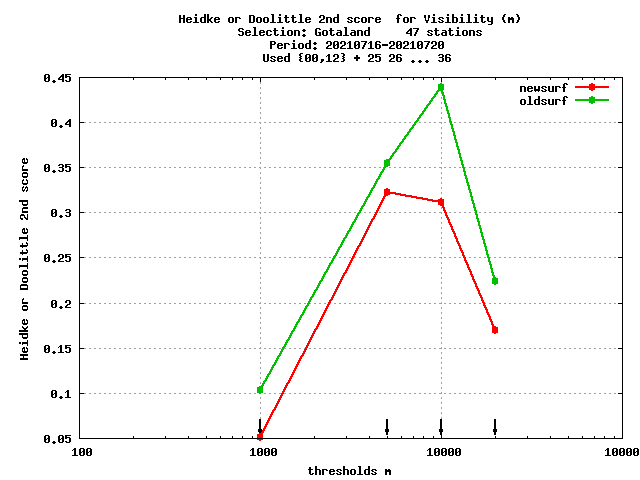 Heidke or Doolittle 2nd score  for Visibility (m)
Selection: Gotaland     47 stations
Period: 20210716-20210720
Used {00,12} + 25 26 ... 36
newsurf
oldsurf
0.45
0.4
0.35
0.3
0.25
0.2
0.15
0.1
0.05
Heidke or Doolittle 2nd score
100
1000
10000
100000
thresholds m